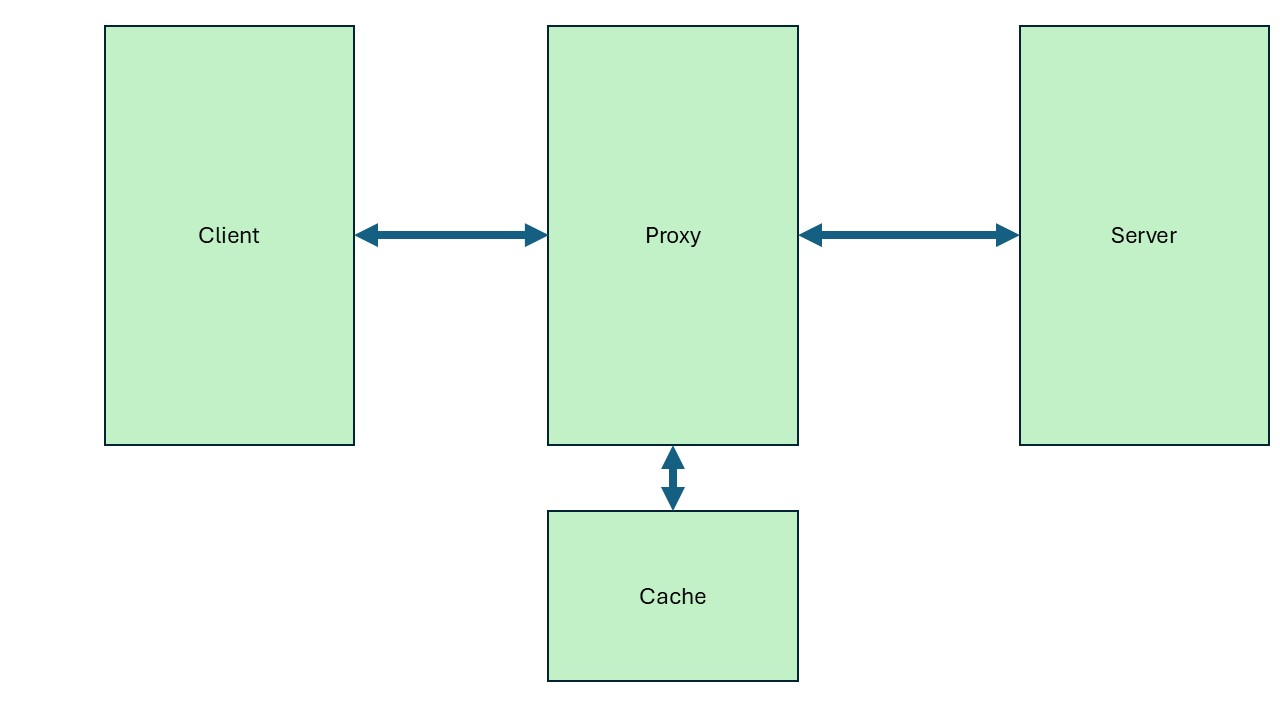 Client
Proxy
Server
Cache